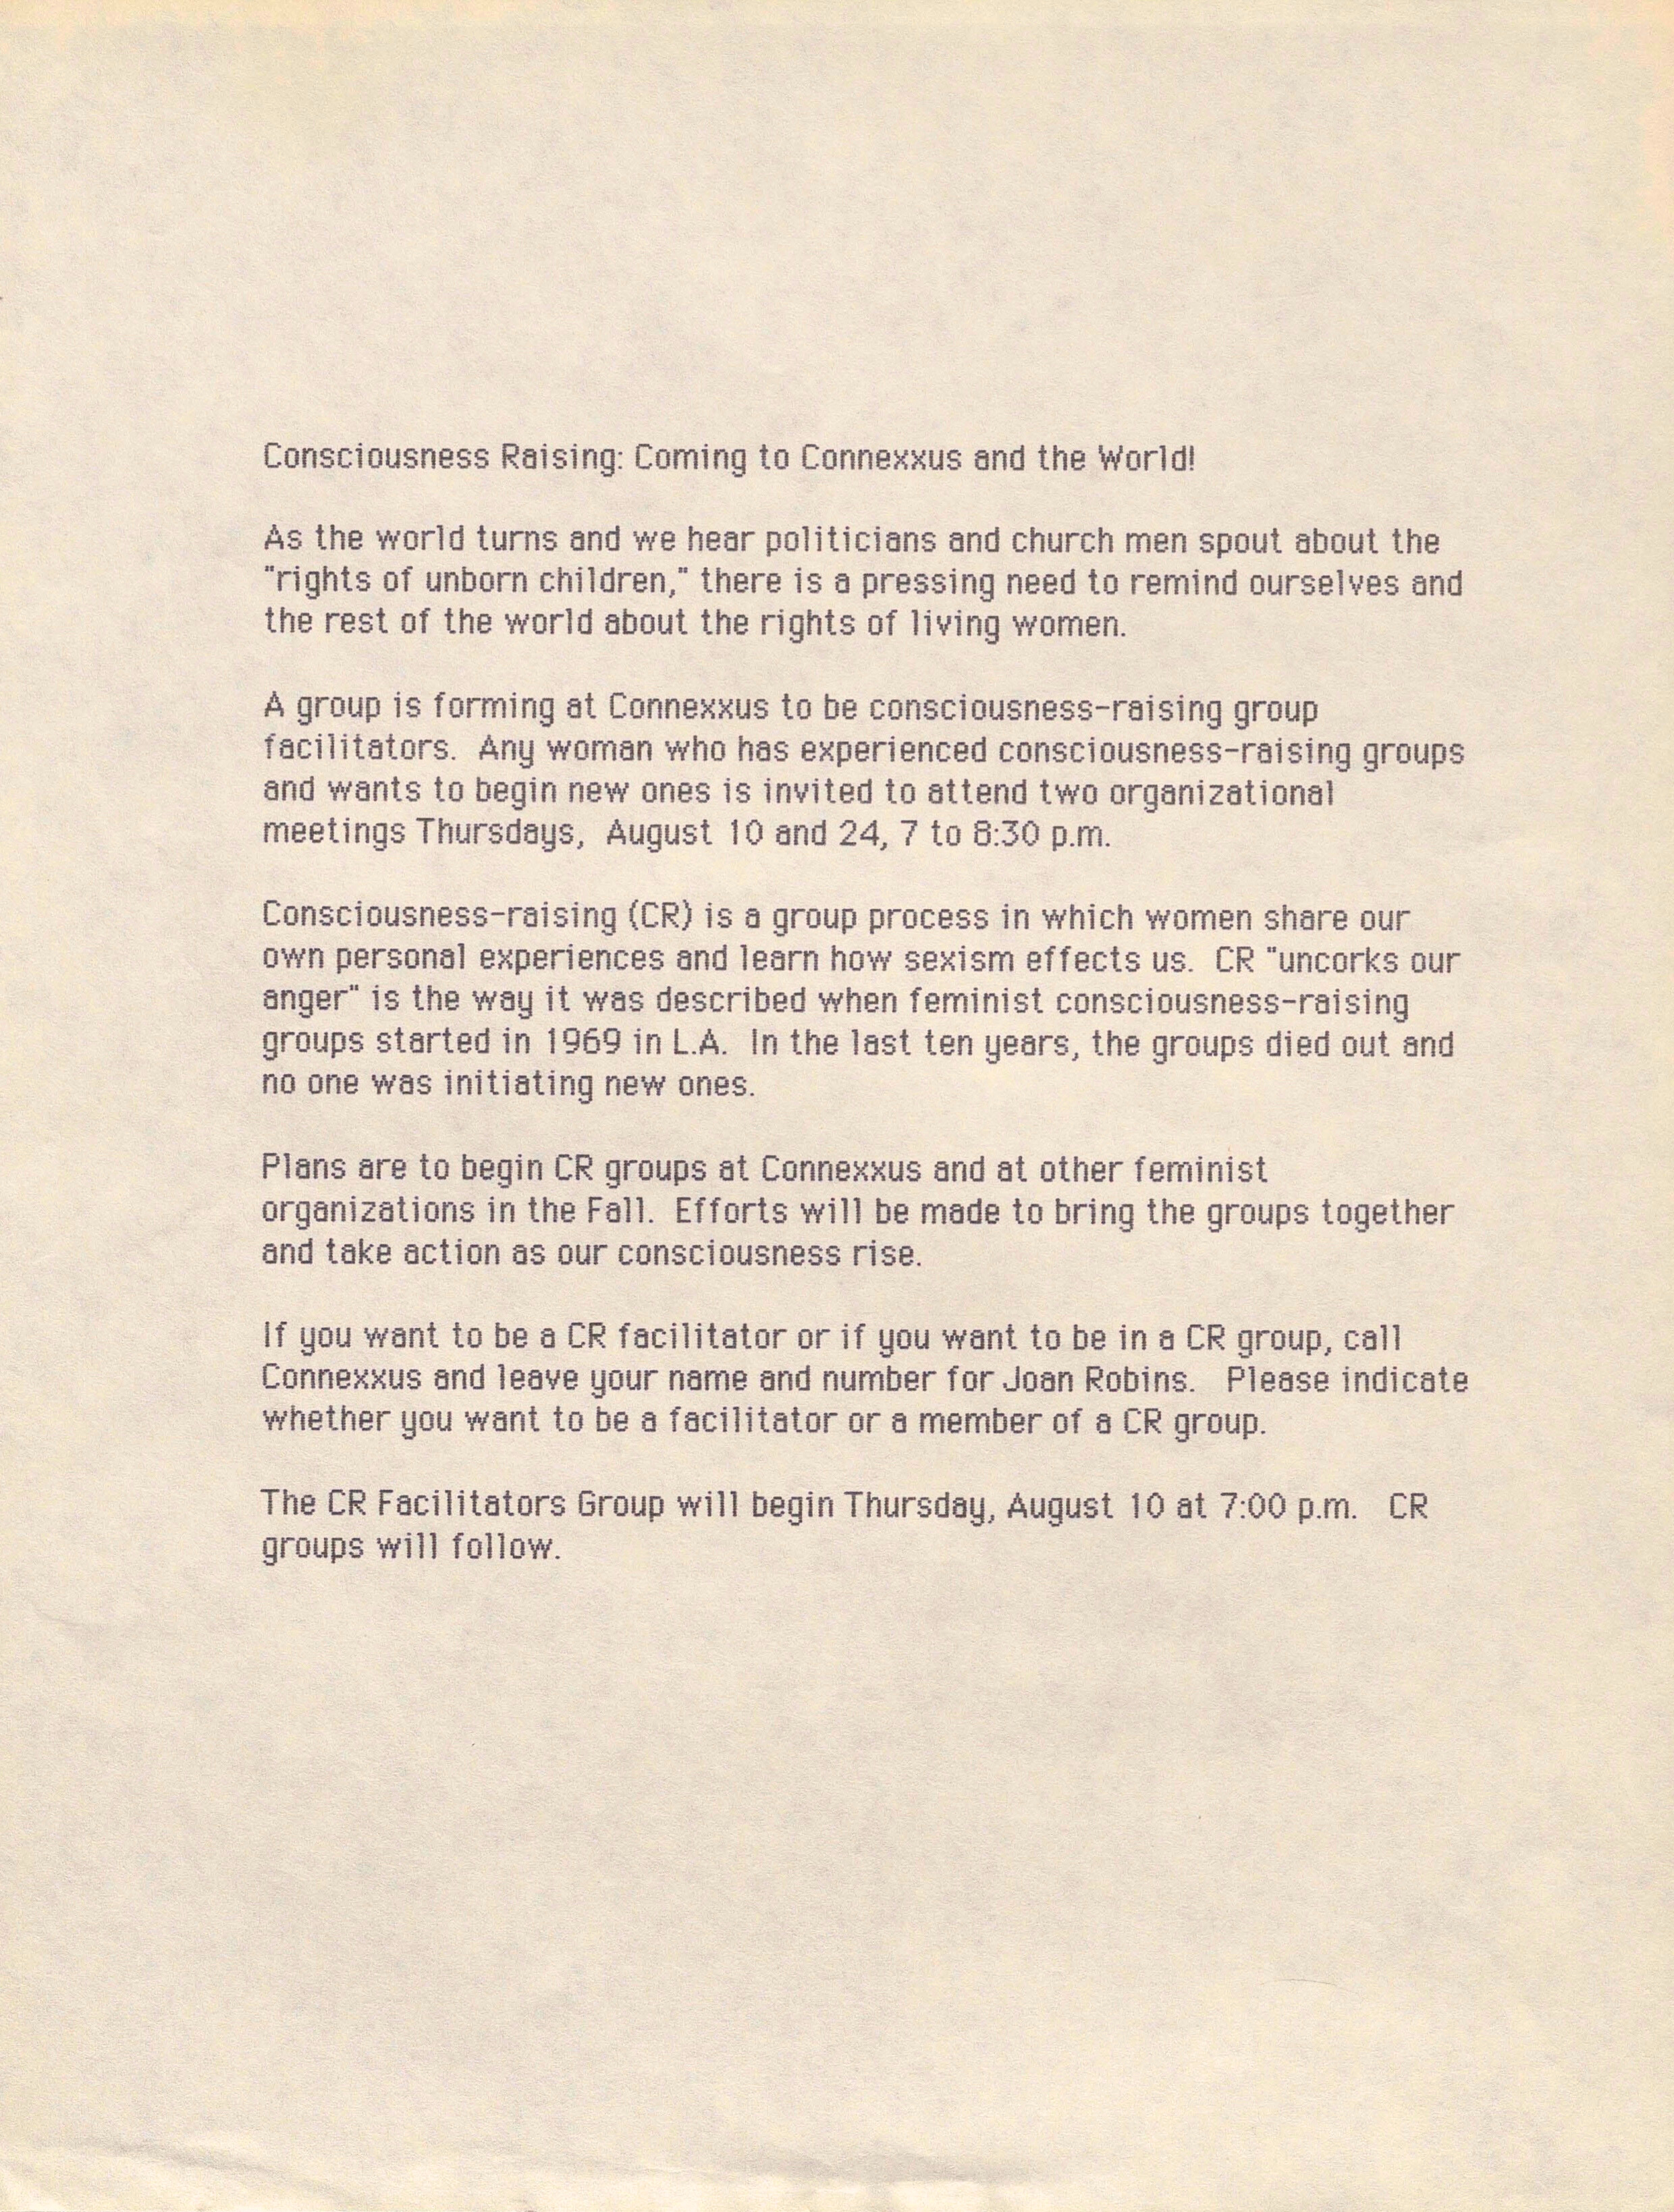 Consciousness Raising: Coming to Connexxus and the World!
As the world turns and we hear politicians and church men spout about the
"rights of unborn children," there is a pressing need to remind ourselves and
the rest of the world about the rights of living women.
A group is forming at Connexxus to be consciousness-raising group
facilitators.  Any woman who has experienced consciousness-raising groups
and wants to begin new ones is invited to attend two organizational
meetings Thursdays,  August 10 and 24, 7 to 8:30 p.m.
Consciousness-raising (CR) is a group process in which women share our
own personal experiences and learn how sexism effects us.  CR "uncorks our
anger" is the way it was described when feminist consciousness-raising
groups started in 1969 in L.A.  In the last ten years, the groups died out and
no one was initiating new ones.
Plans are to begin CR groups at Connexxus and at other feminist
organizations in the Fall.  Efforts will be made to bring the groups together
and take action as our consciousness rise.
If you want to be a CR facilitator or if you want to be in a CR group, call
Connexxus and leave your name and number for Joan Robins.   Please indicate
whether you want to be a facilitator or a member of a CR group.
The CR Facilitators Group will begin Thursday, August 10 at 7:00 p.m.   CR
groups will follow.